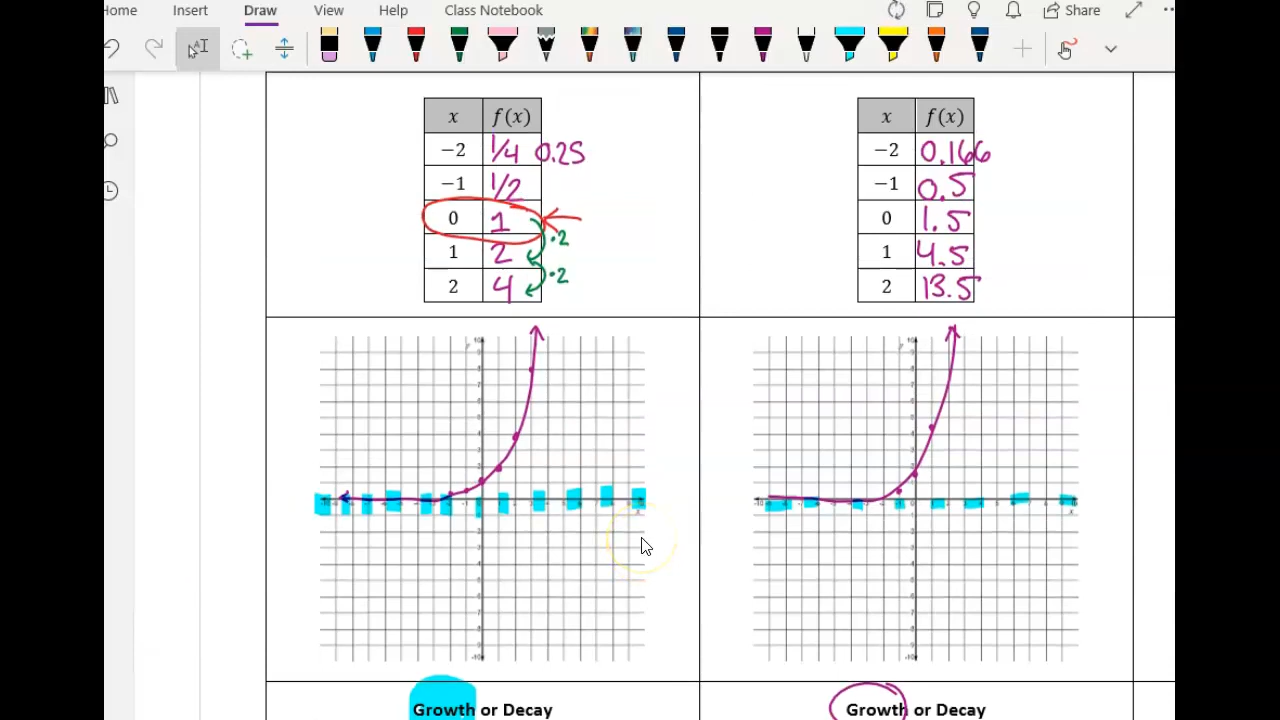 Home Insert Draw View Help Class Notebook Share
x f(x) x f(x)
−2 1/4 0.25 −2 0.166
−1 1/2 −1 0.5
0 1 0 1.5
·2
1 2 1 4.5
·2
2 4 2 13.5
Growth or Decay Growth or Decay